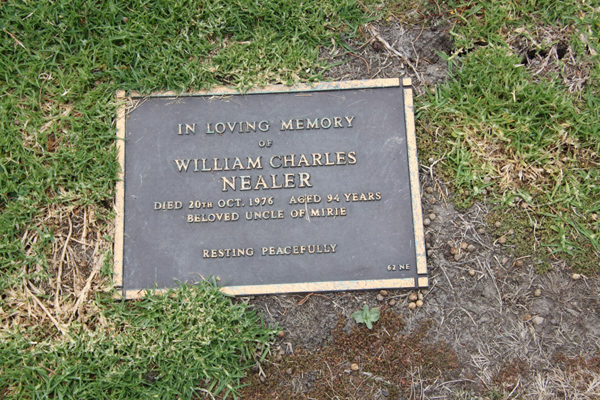 IN LOVING MEMORY
OF
WILLIAM CHARLES
NEALER
DIED 20TH OCT. 1976 AGED 94 YEARS
BELOVED UNCLE OF MIRIE
RESTING PEACEFULLY
62 NE